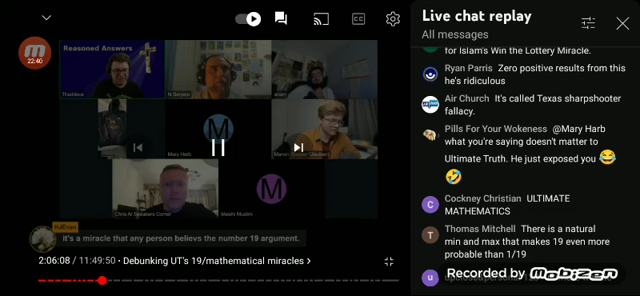 22:40
Reasoned Answers
Thaddeus
N.Serpico
Mary Harb
Chris At Speakers Corner
Muslim
it's a miracle that any person believs the number 19 argument.
2:06:08 / 11:49:50 • Debunking UT's 19/mathematical miracles >
Live chat replay
All messages
for Islam's Win the Lottery Miracle.
Ryan Parris Zero positive results from this
he's ridiculous
Air Church It's called Texas sharpshooter
fallacy.
Pills For Your Wokeness @Mary Harb
what you're saying doesn't matter to
Ultimate Truth. He just exposed you 😂
🤣
Cockney Christian ULTIMATE
MATHEMATICS
Thomas Mitchell There is a natural
min and max that makes 19 even more
probable than 1/19
Recorded by MOBIZEN